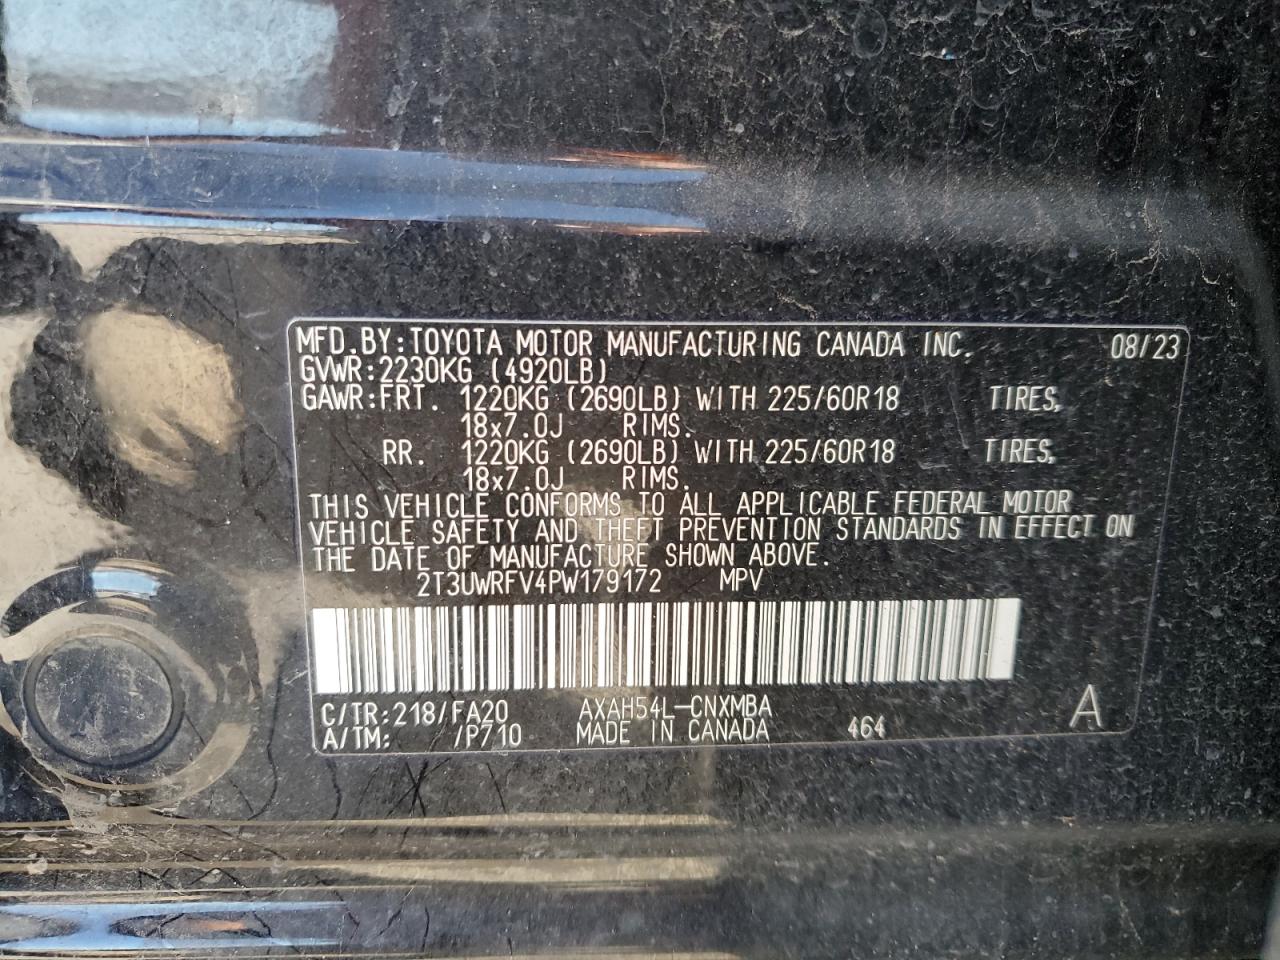 MFD.BY:TOYOTA MOTOR MANUFACTURING CANADA INC. 08/23
GVWR:2230KG (4920LB)
GAWR:FRT. 1220KG (2690LB) WITH 225/60R18 TIRES,
18x7.0J RIMS.
RR. 1220KG (2690LB) WITH 225/60R18 TIRES,
18x7.0J RIMS.
THIS VEHICLE CONFORMS TO ALL APPLICABLE FEDERAL MOTOR
VEHICLE SAFETY AND THEFT PREVENTION STANDARDS IN EFFECT ON
THE DATE OF MANUFACTURE SHOWN ABOVE.
2T3UWRFV4PW179172 MPV
C/TR:218/FA20 AXAH54L-CNXMBA A
A/TM: /P710 MADE IN CANADA 464